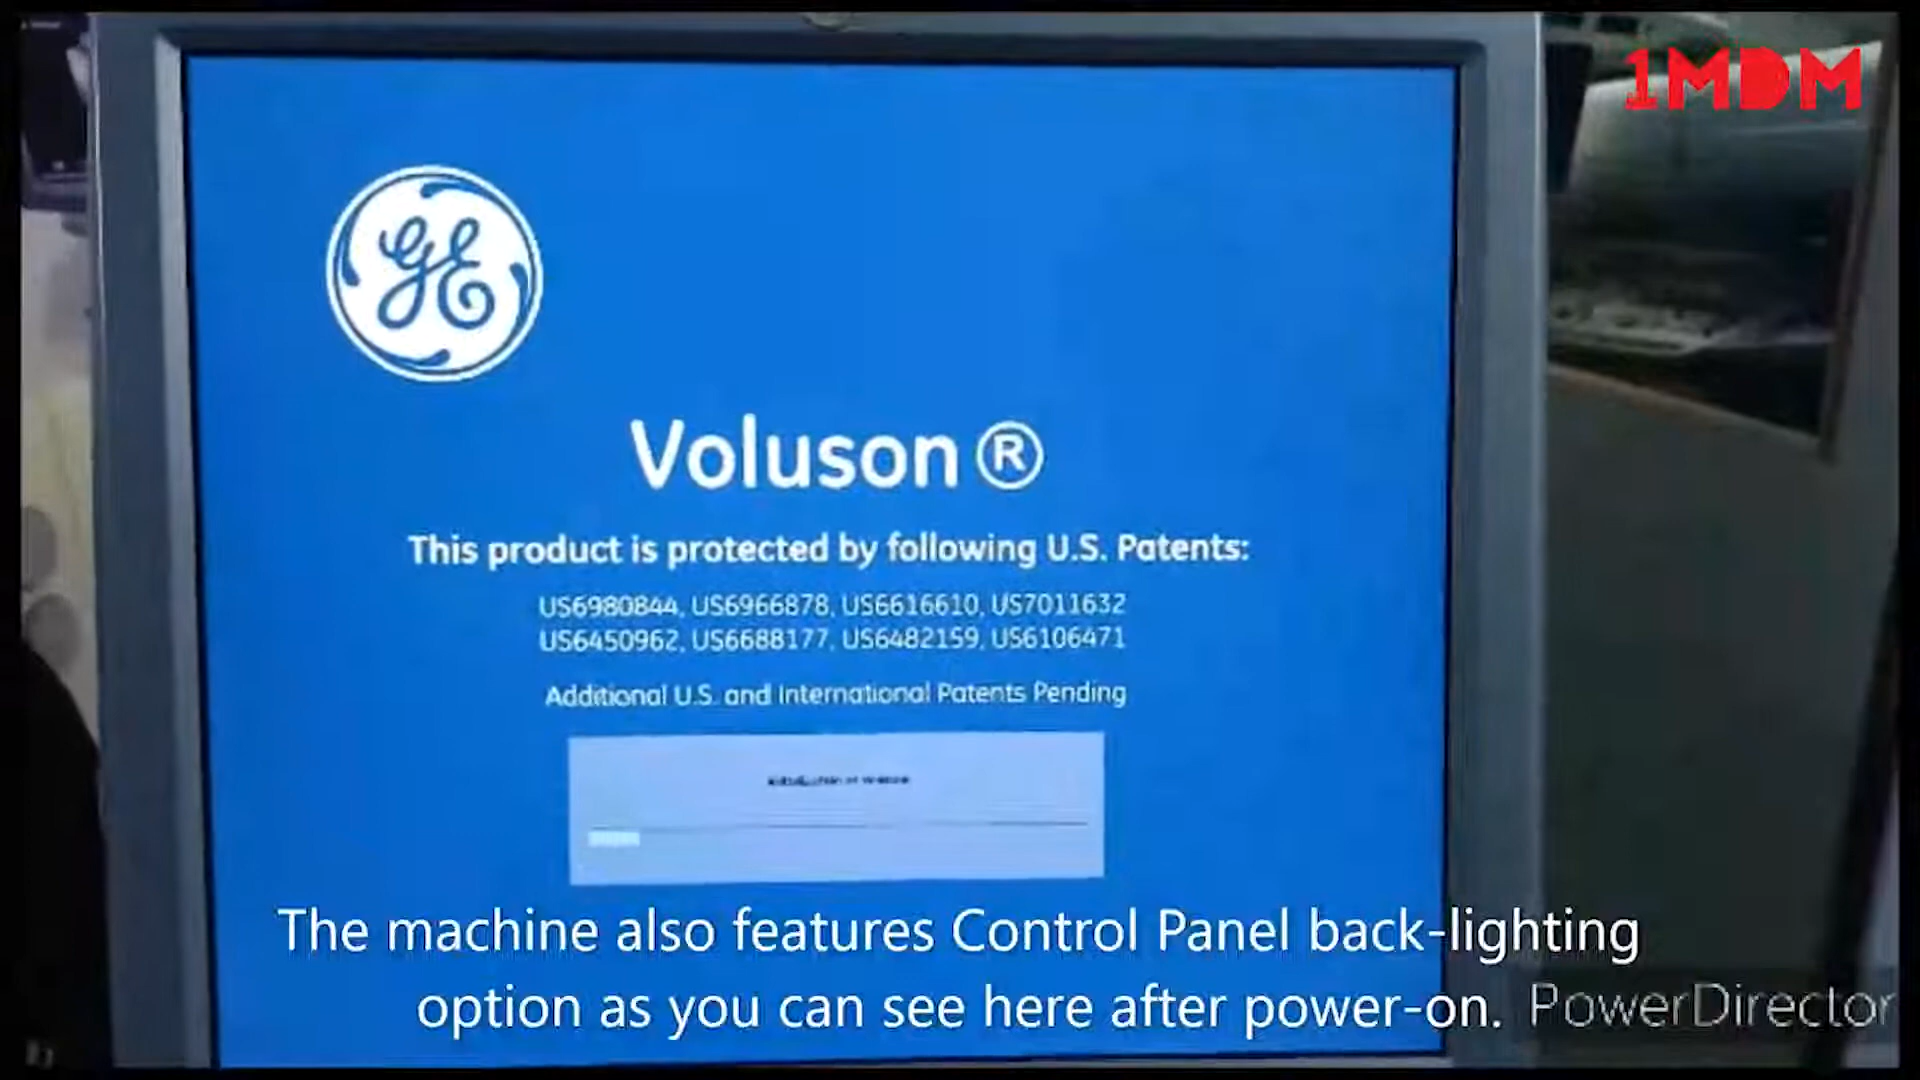 1MDM
GE
Voluson ®
This product is protected by following U.S. Patents:
US6980844, US6966878, US6616610, US7011632
US6450962, US6688177, US6482159, US6106471
Additional U.S. and International Patents Pending
The machine also features Control Panel back-lighting
option as you can see here after power-on.
PowerDirector